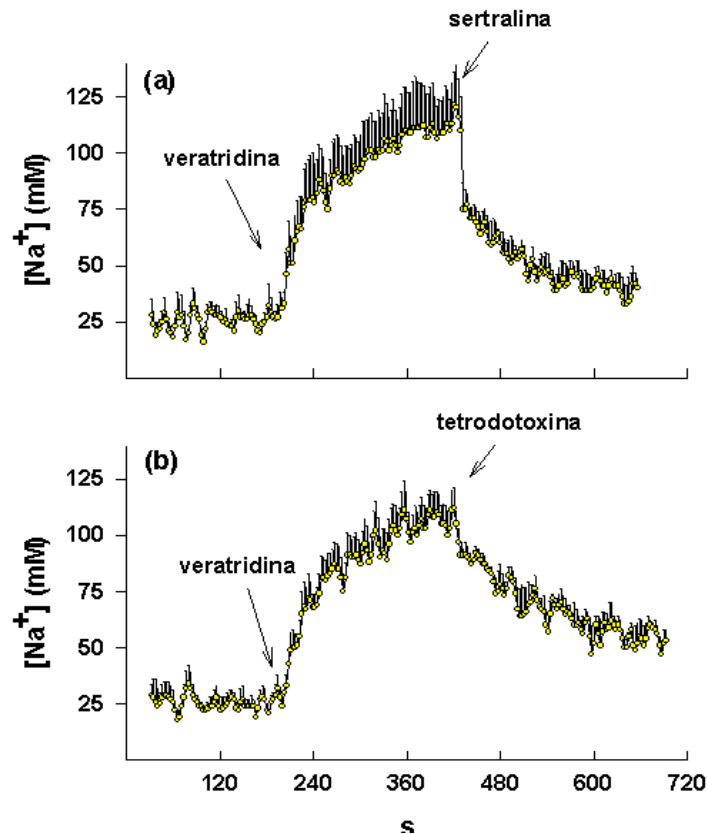 sertralina
(a)
125
veratridina
100
75
50
25
[Na+] (mM)
tetrodotoxina
(b)
125
100
veratridina
75
50
25
[Na+] (mM)
120 240 360 480 600 720
s